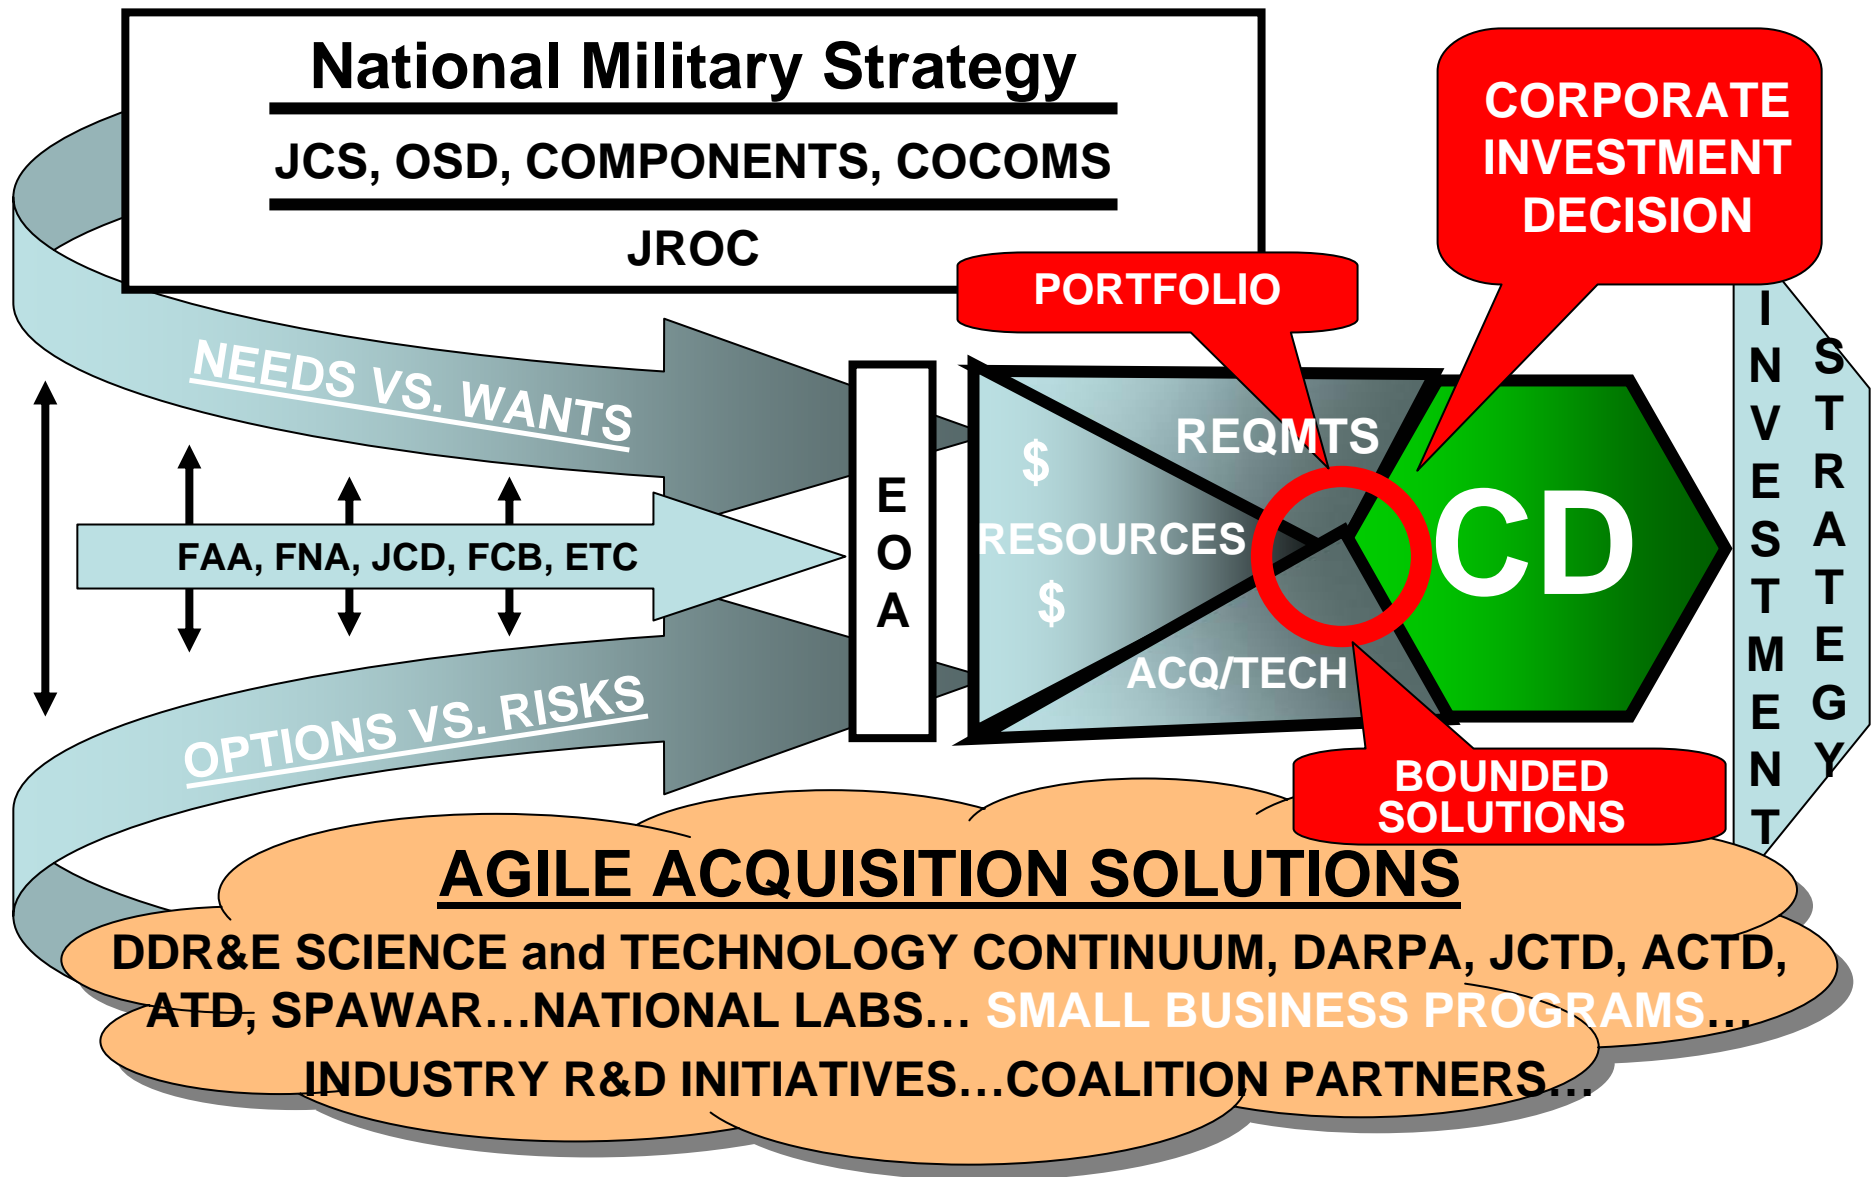 National Military Strategy
JCS, OSD, COMPONENTS, COCOMS
JROC
CORPORATE
INVESTMENT
DECISION
PORTFOLIO
NEEDS VS. WANTS
FAA, FNA, JCD, FCB, ETC
OPTIONS VS. RISKS
E
O
A
$
RESOURCES
$
REQMTS
ACQ/TECH
CD
BOUNDED
SOLUTIONS
INVESTMENT
STRATEGY
AGILE ACQUISITION SOLUTIONS
DDR&E SCIENCE and TECHNOLOGY CONTINUUM, DARPA, JCTD, ACTD,
ATD, SPAWAR…NATIONAL LABS… SMALL BUSINESS PROGRAMS…
INDUSTRY R&D INITIATIVES…COALITION PARTNERS…